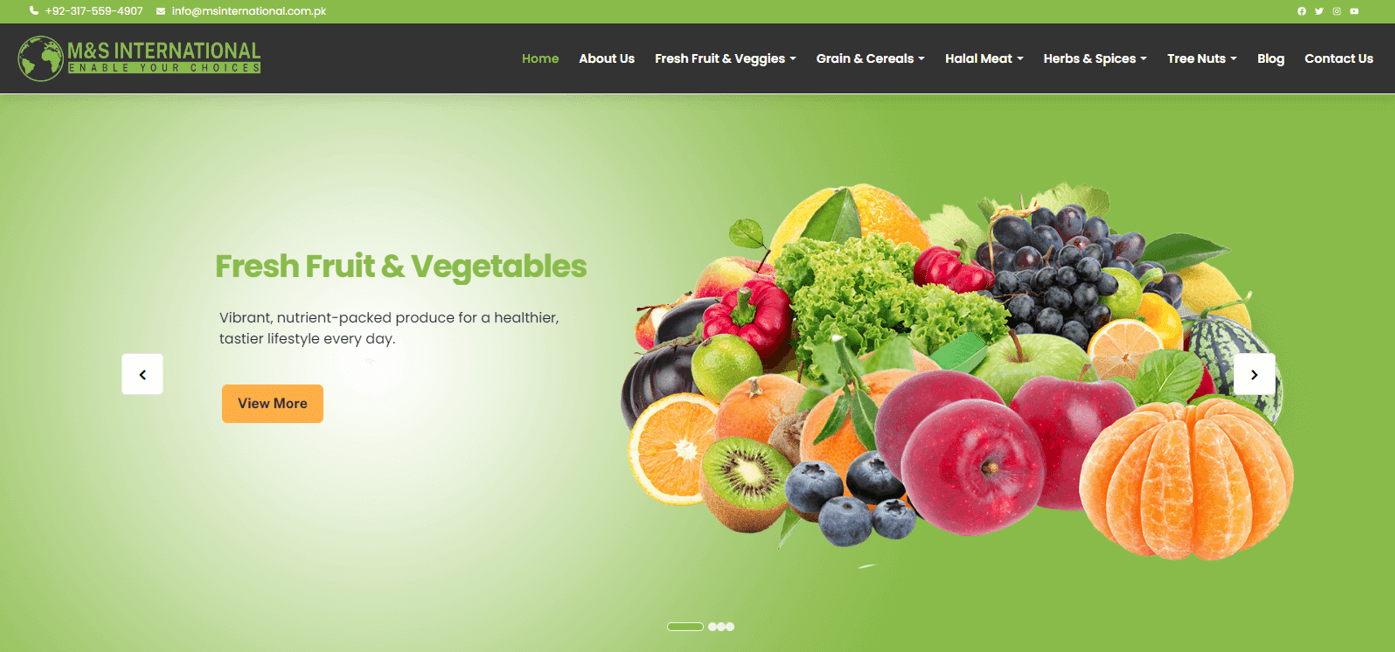 +92-317-559-4907 info@msinternational.com.pk
M&S INTERNATIONAL
ENABLE YOUR CHOICES
Home About Us Fresh Fruit & Veggies Grain & Cereals Halal Meat Herbs & Spices Tree Nuts Blog Contact Us
Fresh Fruit & Vegetables
Vibrant, nutrient-packed produce for a healthier,
tastier lifestyle every day.
View More